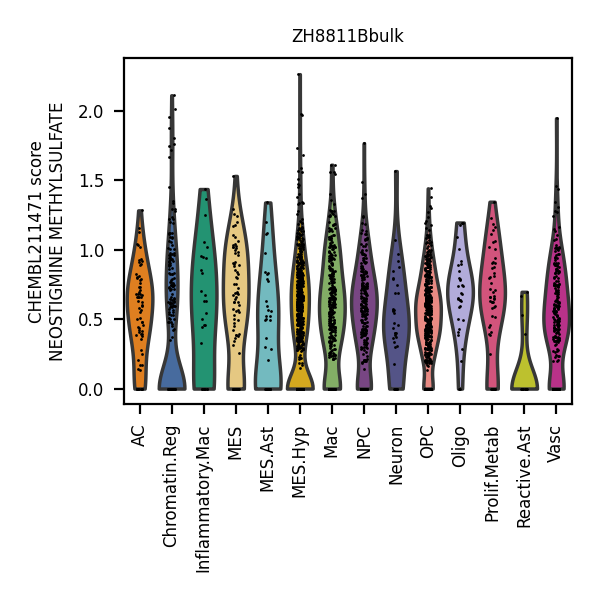 ZH8811Bbulk
CHEMBL211471 score
NEOSTIGMINE METHYLSULFATE
2.0
1.5
1.0
0.5
0.0
AC
Chromatin.Reg
Inflammatory.Mac
MES
MES.Ast
MES.Hyp
Mac
NPC
Neuron
OPC
Oligo
Prolif.Metab
Reactive.Ast
Vasc